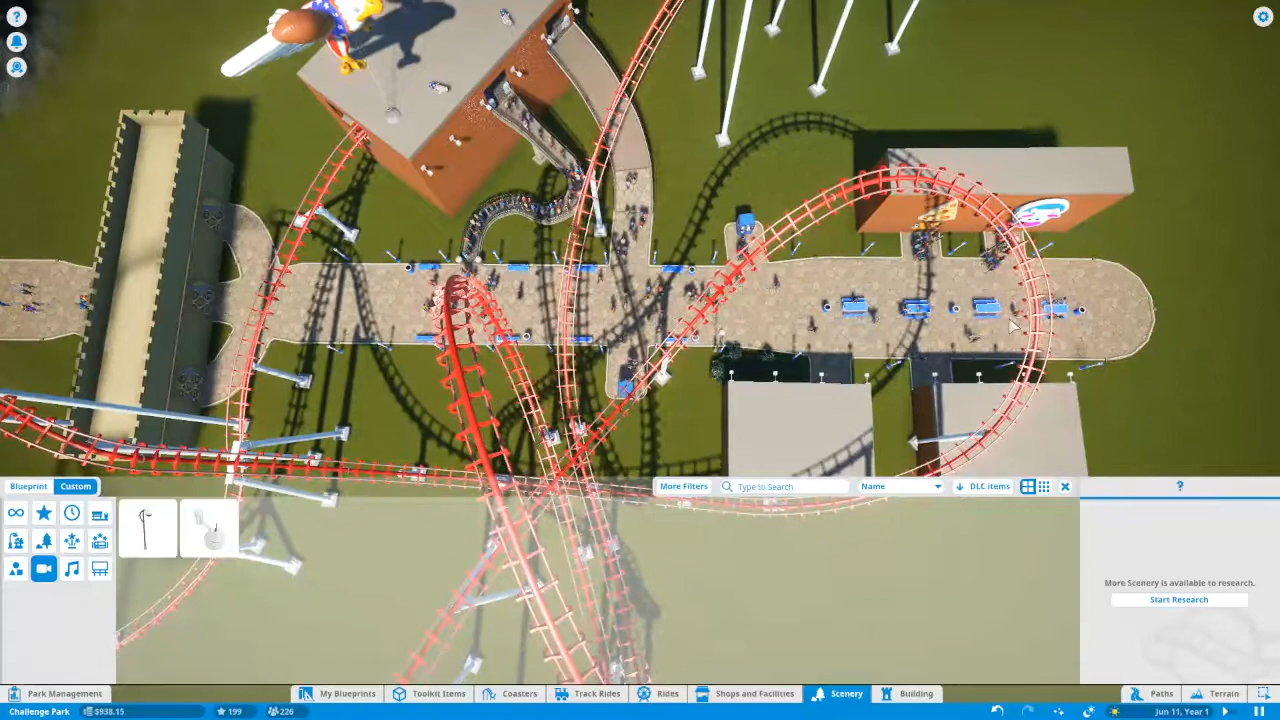 Blueprint
Custom
More Filters
Type to Search
Name
DLC items
?
More Scenery is available to research.
Start Research
Park Management
My Blueprints
Toolkit Items
Coasters
Track Rides
Rides
Shops and Facilities
Scenery
Building
Paths
Terrain
Challenge Park
$938.15
199
226
Jun 11, Year 1